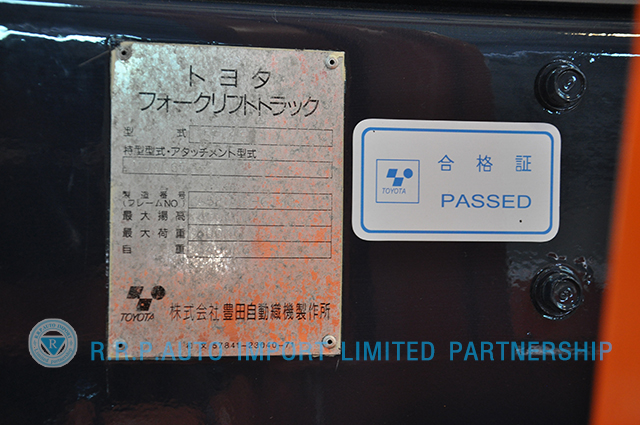 トヨタ
フォークリフトトラック
型式
特型型式・アタッチメント型式
製造番号
(フレームNO.)
最大揚高
最大荷重
自重
TOYOTA
株式会社豊田自動織機製作所
57841-23040-71
合格証
TOYOTA
PASSED
R.R.P.AUTO IMPORT LIMITED PARTNERSHIP